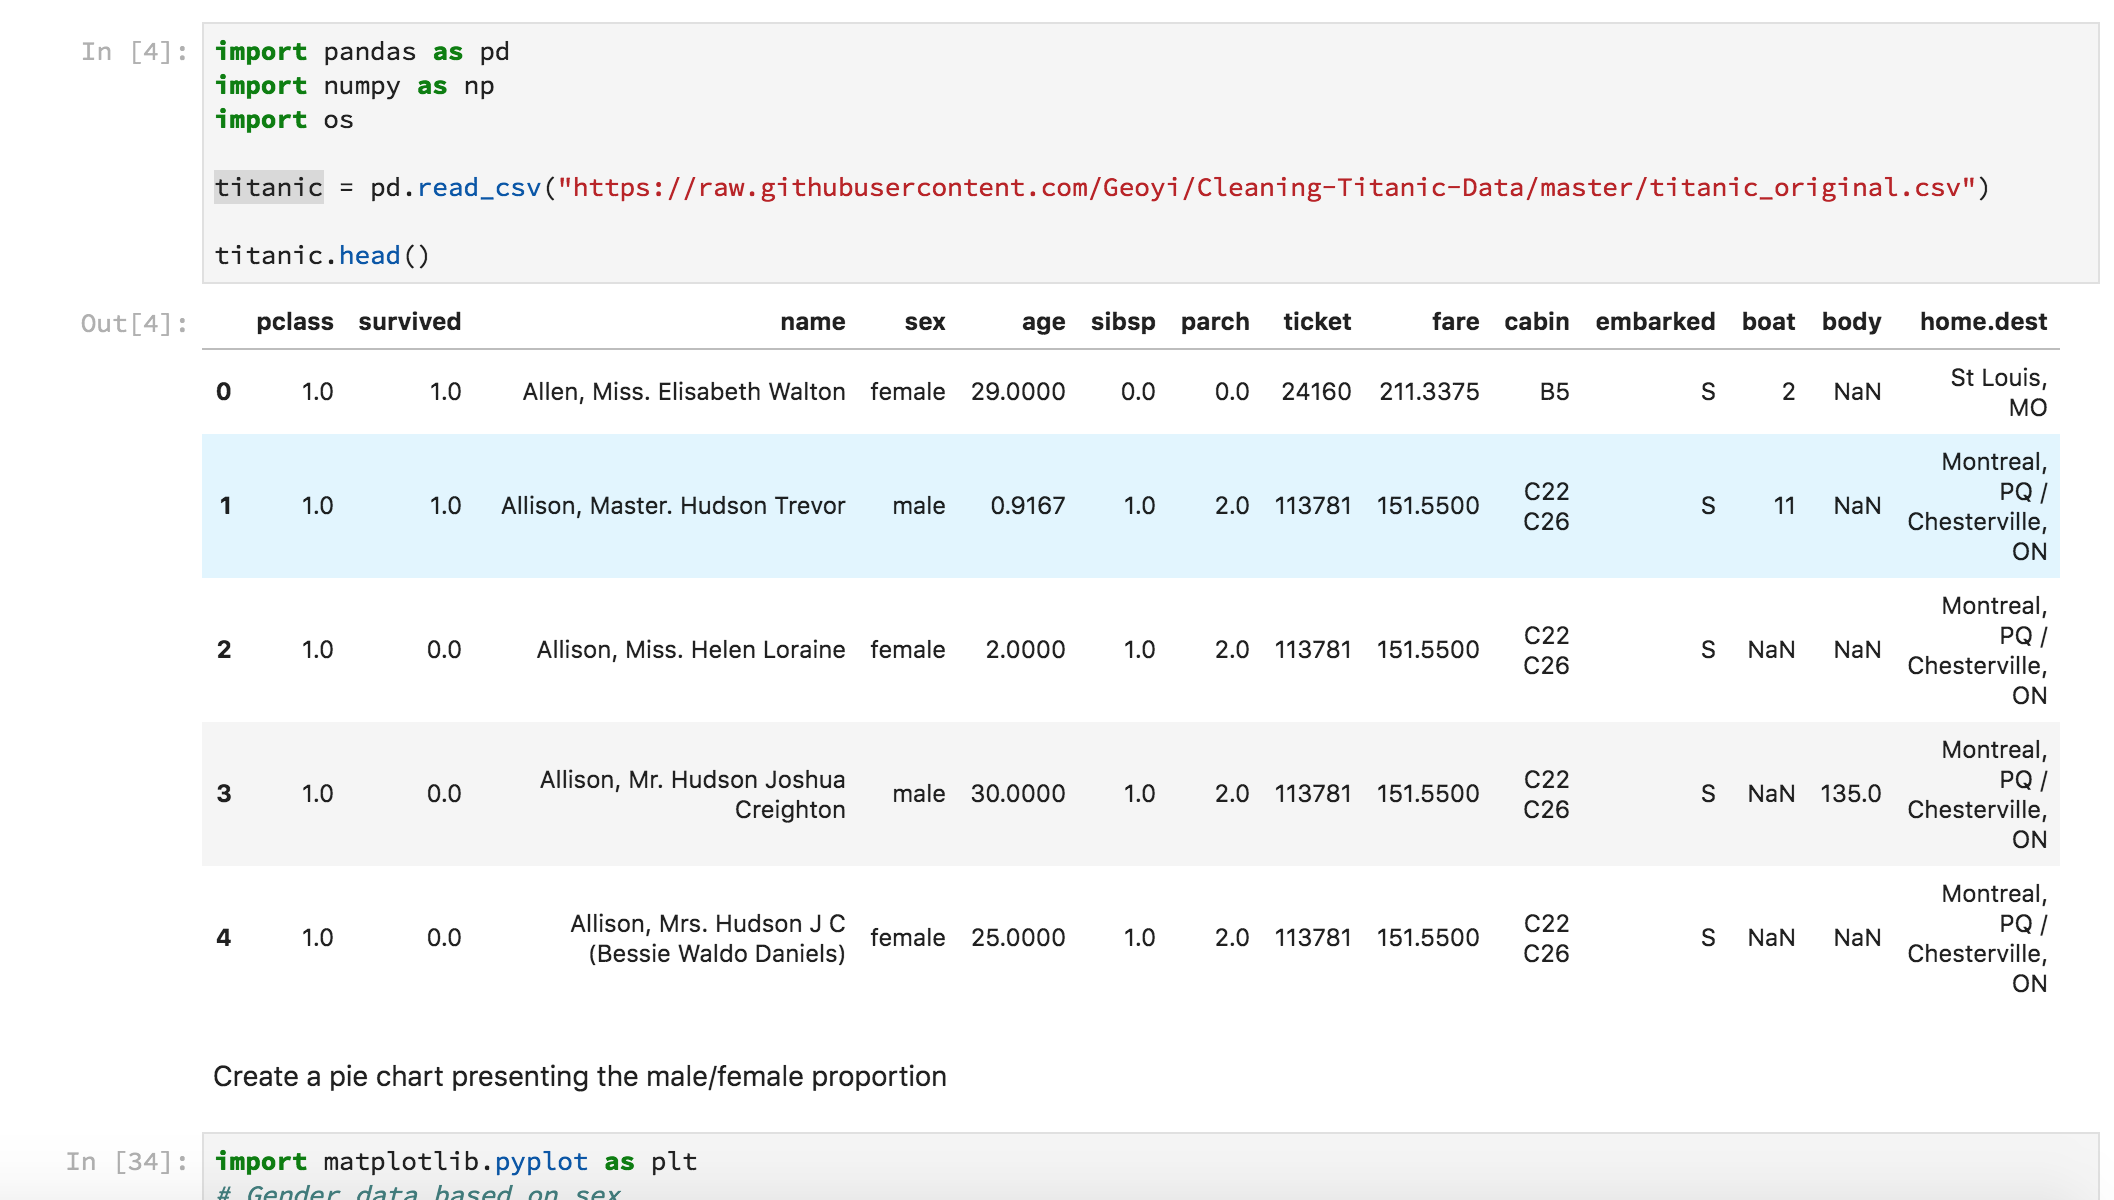 In [4]:
import pandas as pd
import numpy as np
import os
titanic = pd.read_csv("https://raw.githubusercontent.com/Geoyi/Cleaning-Titanic-Data/master/titanic_original.csv")
titanic.head()
Out[4]:
pclass survived name sex age sibsp parch ticket fare cabin embarked boat body home.dest
0 1.0 1.0 Allen, Miss. Elisabeth Walton female 29.0000 0.0 0.0 24160 211.3375 B5 S 2 NaN St Louis,
MO
1 1.0 1.0 Allison, Master. Hudson Trevor male 0.9167 1.0 2.0 113781 151.5500 C22
C26 S 11 NaN Montreal,
PQ /
Chesterville,
ON
2 1.0 0.0 Allison, Miss. Helen Loraine female 2.0000 1.0 2.0 113781 151.5500 C22
C26 S NaN NaN Montreal,
PQ /
Chesterville,
ON
3 1.0 0.0 Allison, Mr. Hudson Joshua
Creighton male 30.0000 1.0 2.0 113781 151.5500 C22
C26 S NaN 135.0 Montreal,
PQ /
Chesterville,
ON
4 1.0 0.0 Allison, Mrs. Hudson J C
(Bessie Waldo Daniels) female 25.0000 1.0 2.0 113781 151.5500 C22
C26 S NaN NaN Montreal,
PQ /
Chesterville,
ON
Create a pie chart presenting the male/female proportion
In [34]:
import matplotlib.pyplot as plt
# Gender data based on sex